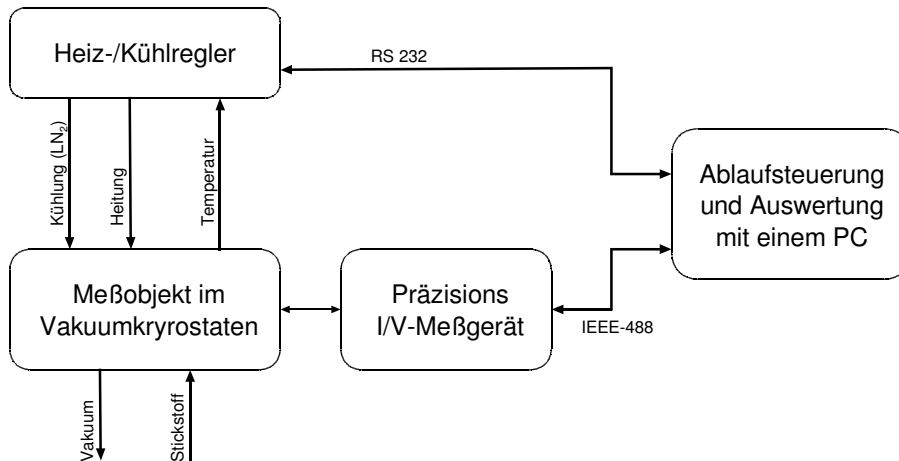 Heiz-/Kühlregler
RS 232
Kühlung (LN₂)
Heitung
Temperatur
Ablaufsteuerung
und Auswertung
mit einem PC
Meßobjekt im
Vakuumkryrostaten
Präzisions
I/V-Meßgerät
IEEE-488
Vakuum
Stickstoff